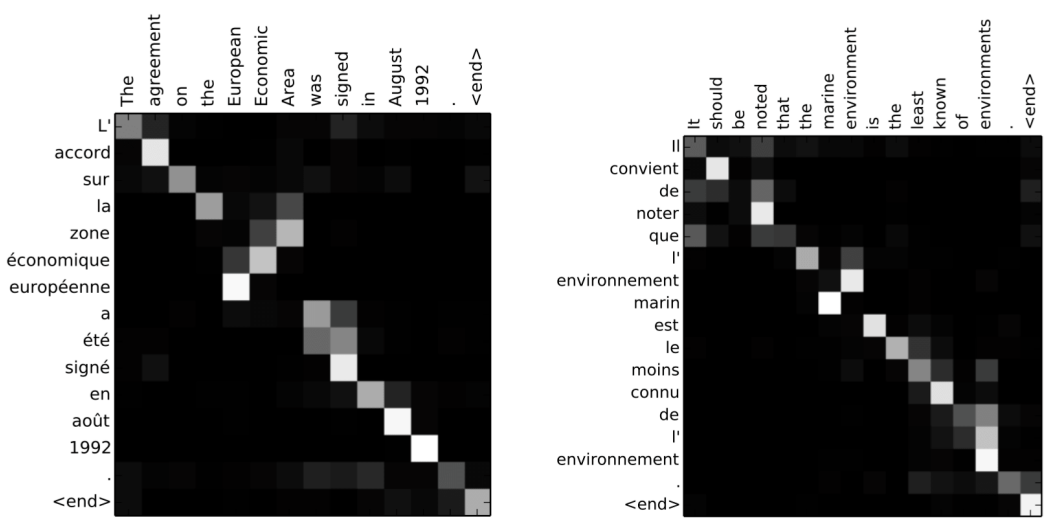 The agreement on the European Economic Area was signed in August 1992 . <end>
L'
accord
sur
la
zone
économique
européenne
a
été
signé
en
août
1992
.
<end>
It should be noted that the marine environment is the least known of environments . <end>
Il
convient
de
noter
que
l'
environnement
marin
est
le
moins
connu
de
l'
environnement
.
<end>